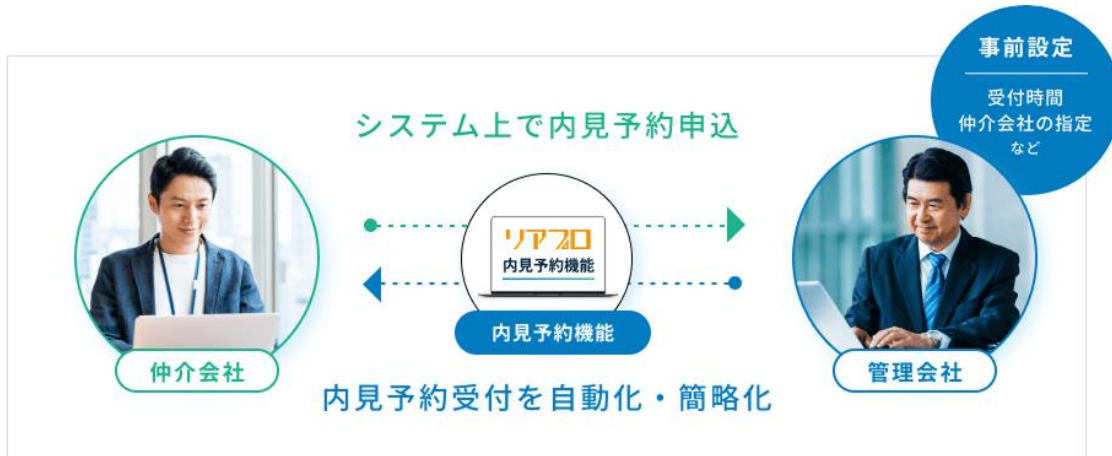 事前設定
受付時間
仲介会社の指定
など
システム上で内見予約申込
リアプロ
内見予約機能
内見予約機能
仲介会社
管理会社
内見予約受付を自動化・簡略化